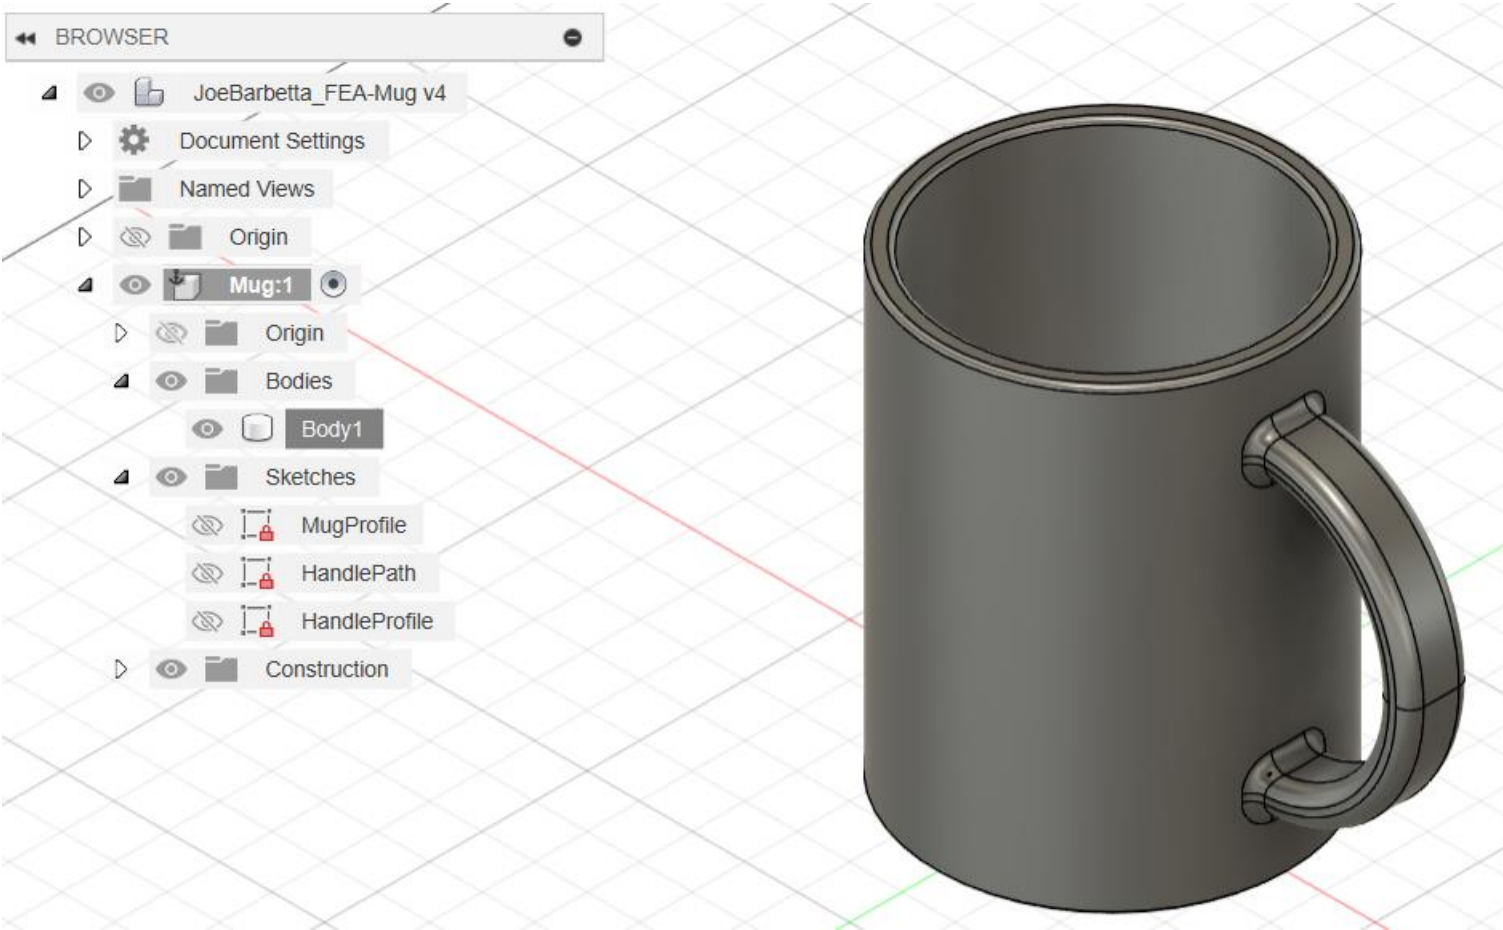 BROWSER
JoeBarbetta_FEA-Mug v4
Document Settings
Named Views
Origin
Mug:1
Origin
Bodies
Body1
Sketches
MugProfile
HandlePath
HandleProfile
Construction